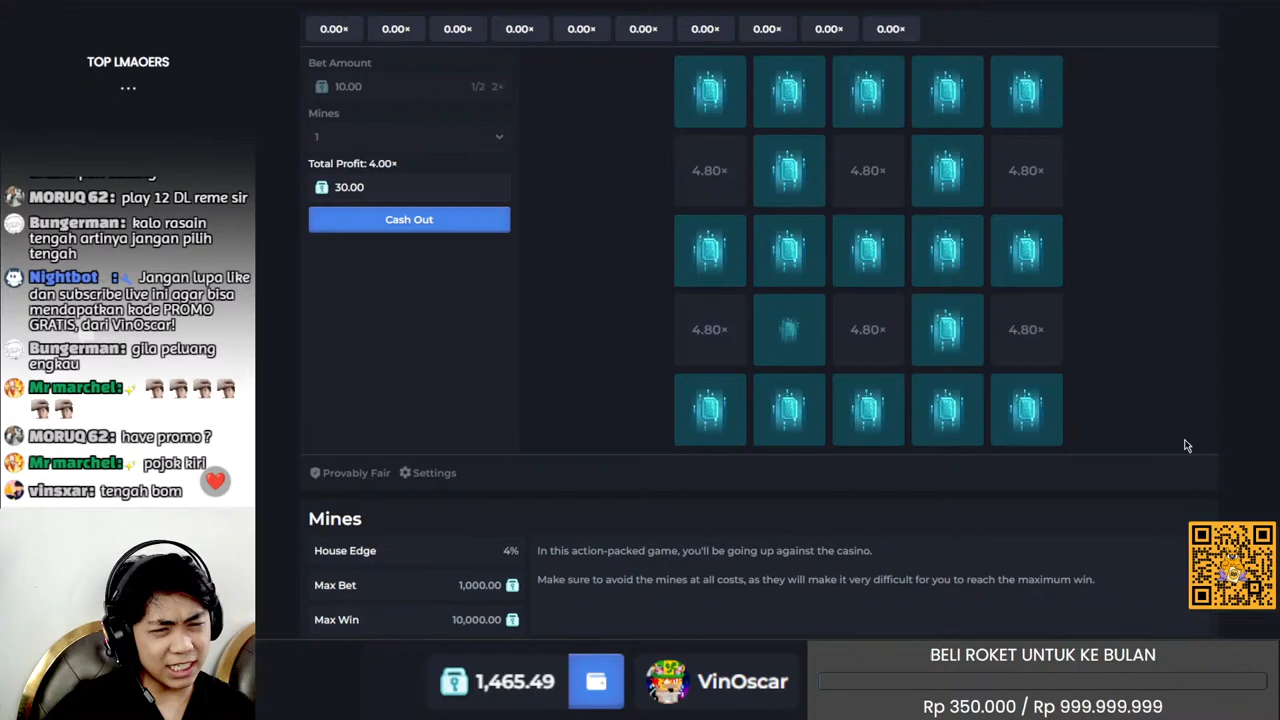 TOP LMAOERS
...
MORUQ 62: play 12 DL reme sir
Bungerman: kalo rasain
tengah artinya jangan pilih
tengah
Nightbot : Jangan lupa like
dan subscribe live ini agar bisa
mendapatkan kode PROMO
GRATIS, dari VinOscar!
Bungerman: gila peluang
engkau
Mr marchel:
MORUQ 62: have promo ?
Mr marchel: pojok kiri
vinsxar: tengah bom
0.00× 0.00× 0.00× 0.00× 0.00× 0.00× 0.00× 0.00× 0.00× 0.00×
Bet Amount
10.00 1/2 2×
Mines
1
Total Profit: 4.00×
30.00
Cash Out
4.80× 4.80× 4.80×
4.80× 4.80× 4.80×
Provably Fair Settings
Mines
House Edge 4%
Max Bet 1,000.00
Max Win 10,000.00
In this action-packed game, you'll be going up against the casino.
Make sure to avoid the mines at all costs, as they will make it very difficult for you to reach the maximum win.
1,465.49 VinOscar
BELI ROKET UNTUK KE BULAN
Rp 350.000 / Rp 999.999.999